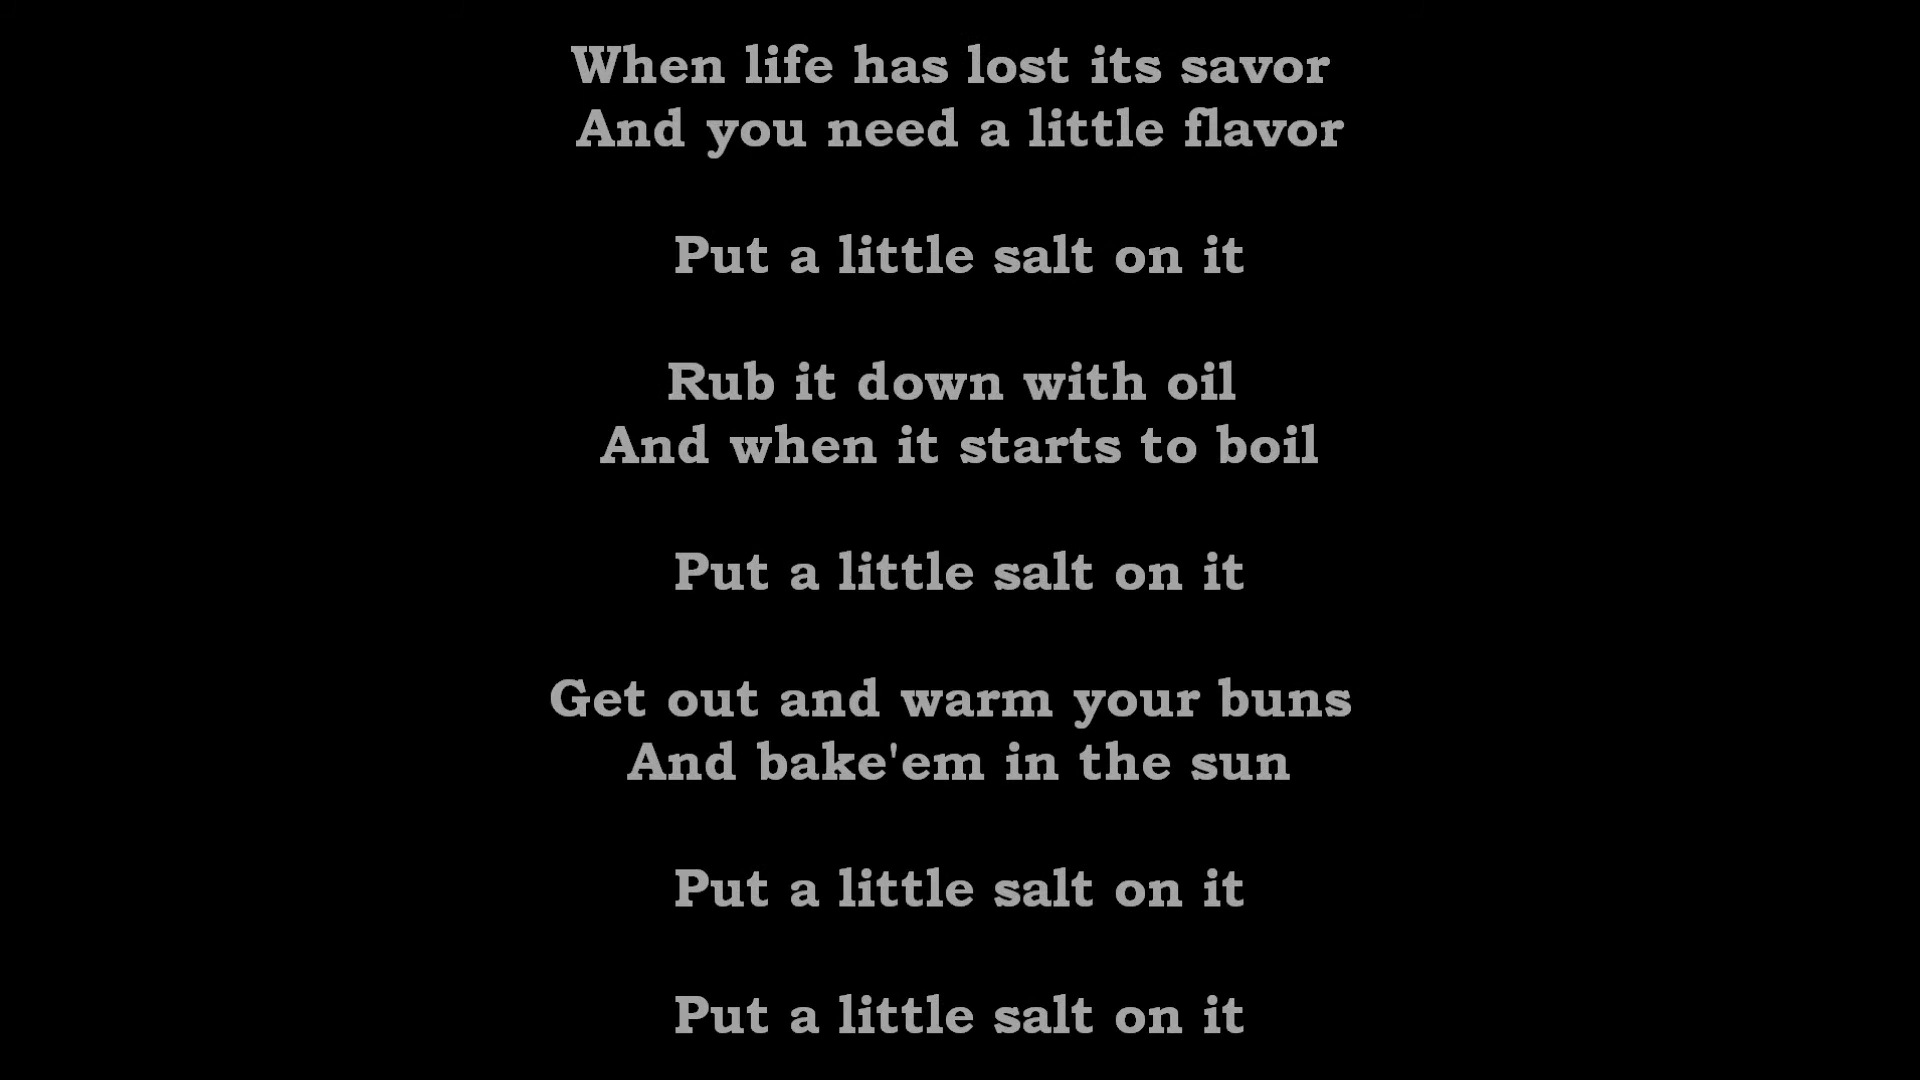 When life has lost its savor
And you need a little flavor
Put a little salt on it
Rub it down with oil
And when it starts to boil
Put a little salt on it
Get out and warm your buns
And bake'em in the sun
Put a little salt on it
Put a little salt on it